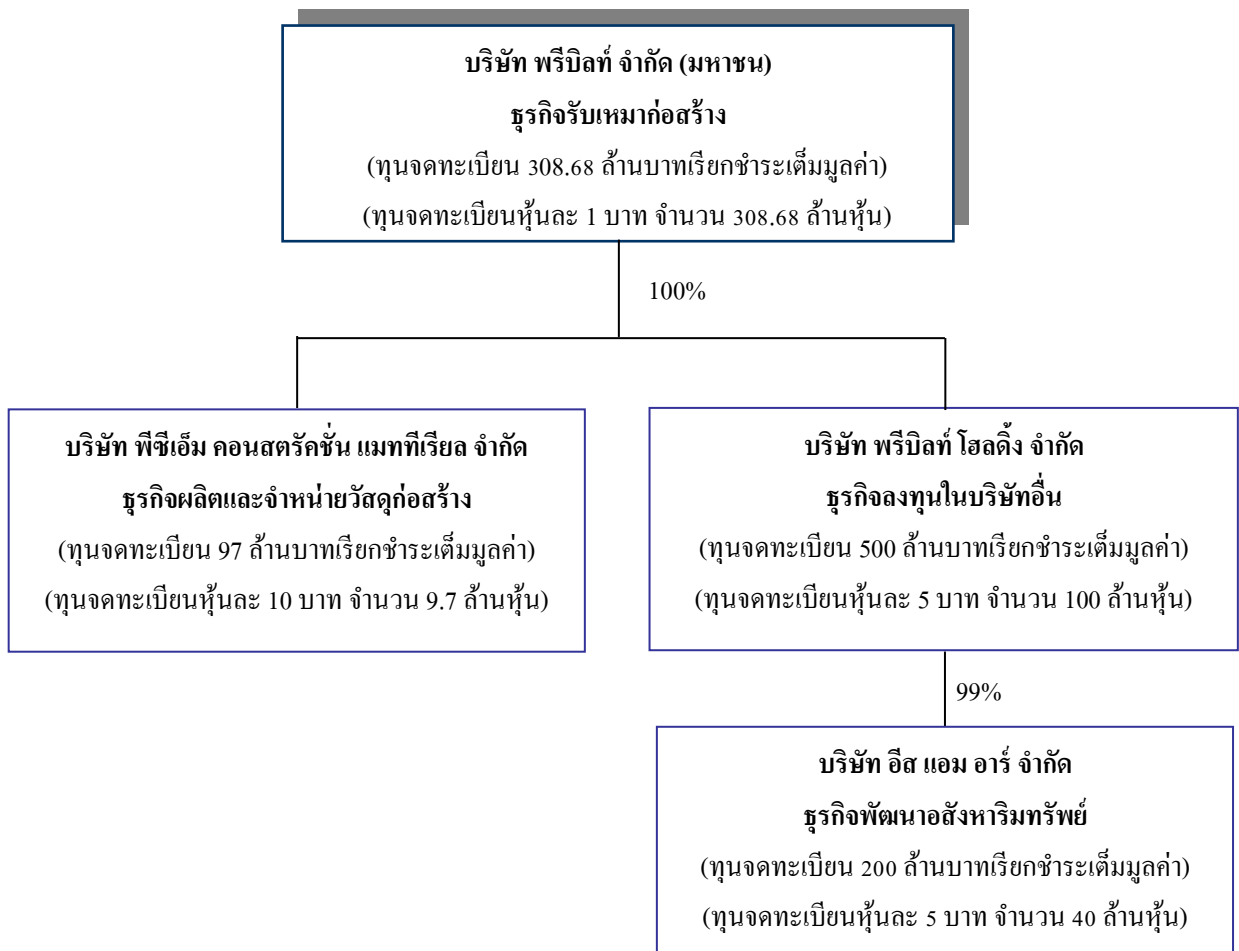 บริษัท พรีบิลท์ จำกัด (มหาชน)
ธุรกิจรับเหมาก่อสร้าง
(ทุนจดทะเบียน 308.68 ล้านบาทเรียกชำระเต็มมูลค่า)
(ทุนจดทะเบียนหุ้นละ 1 บาท จำนวน 308.68 ล้านหุ้น)
100%
บริษัท พีซีเอ็ม คอนสตรัคชั่น แมททีเรียล จำกัด
ธุรกิจผลิตและจำหน่ายวัสดุก่อสร้าง
(ทุนจดทะเบียน 97 ล้านบาทเรียกชำระเต็มมูลค่า)
(ทุนจดทะเบียนหุ้นละ 10 บาท จำนวน 9.7 ล้านหุ้น)
บริษัท พรีบิลท์ โฮลดิ้ง จำกัด
ธุรกิจลงทุนในบริษัทอื่น
(ทุนจดทะเบียน 500 ล้านบาทเรียกชำระเต็มมูลค่า)
(ทุนจดทะเบียนหุ้นละ 5 บาท จำนวน 100 ล้านหุ้น)
99%
บริษัท อีส แอม อาร์ จำกัด
ธุรกิจพัฒนาอสังหาริมทรัพย์
(ทุนจดทะเบียน 200 ล้านบาทเรียกชำระเต็มมูลค่า)
(ทุนจดทะเบียนหุ้นละ 5 บาท จำนวน 40 ล้านหุ้น)